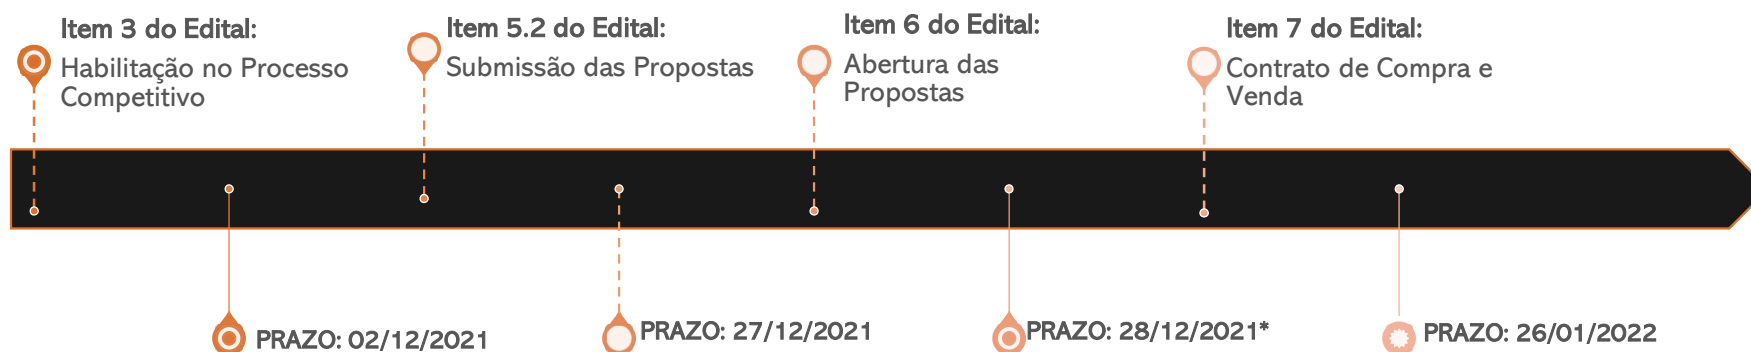 Item 3 do Edital:
Habilitação no Processo
Competitivo
Item 5.2 do Edital:
Submissão das Propostas
Item 6 do Edital:
Abertura das
Propostas
Item 7 do Edital:
Contrato de Compra e
Venda
PRAZO: 02/12/2021
PRAZO: 27/12/2021
PRAZO: 28/12/2021*
PRAZO: 26/01/2022